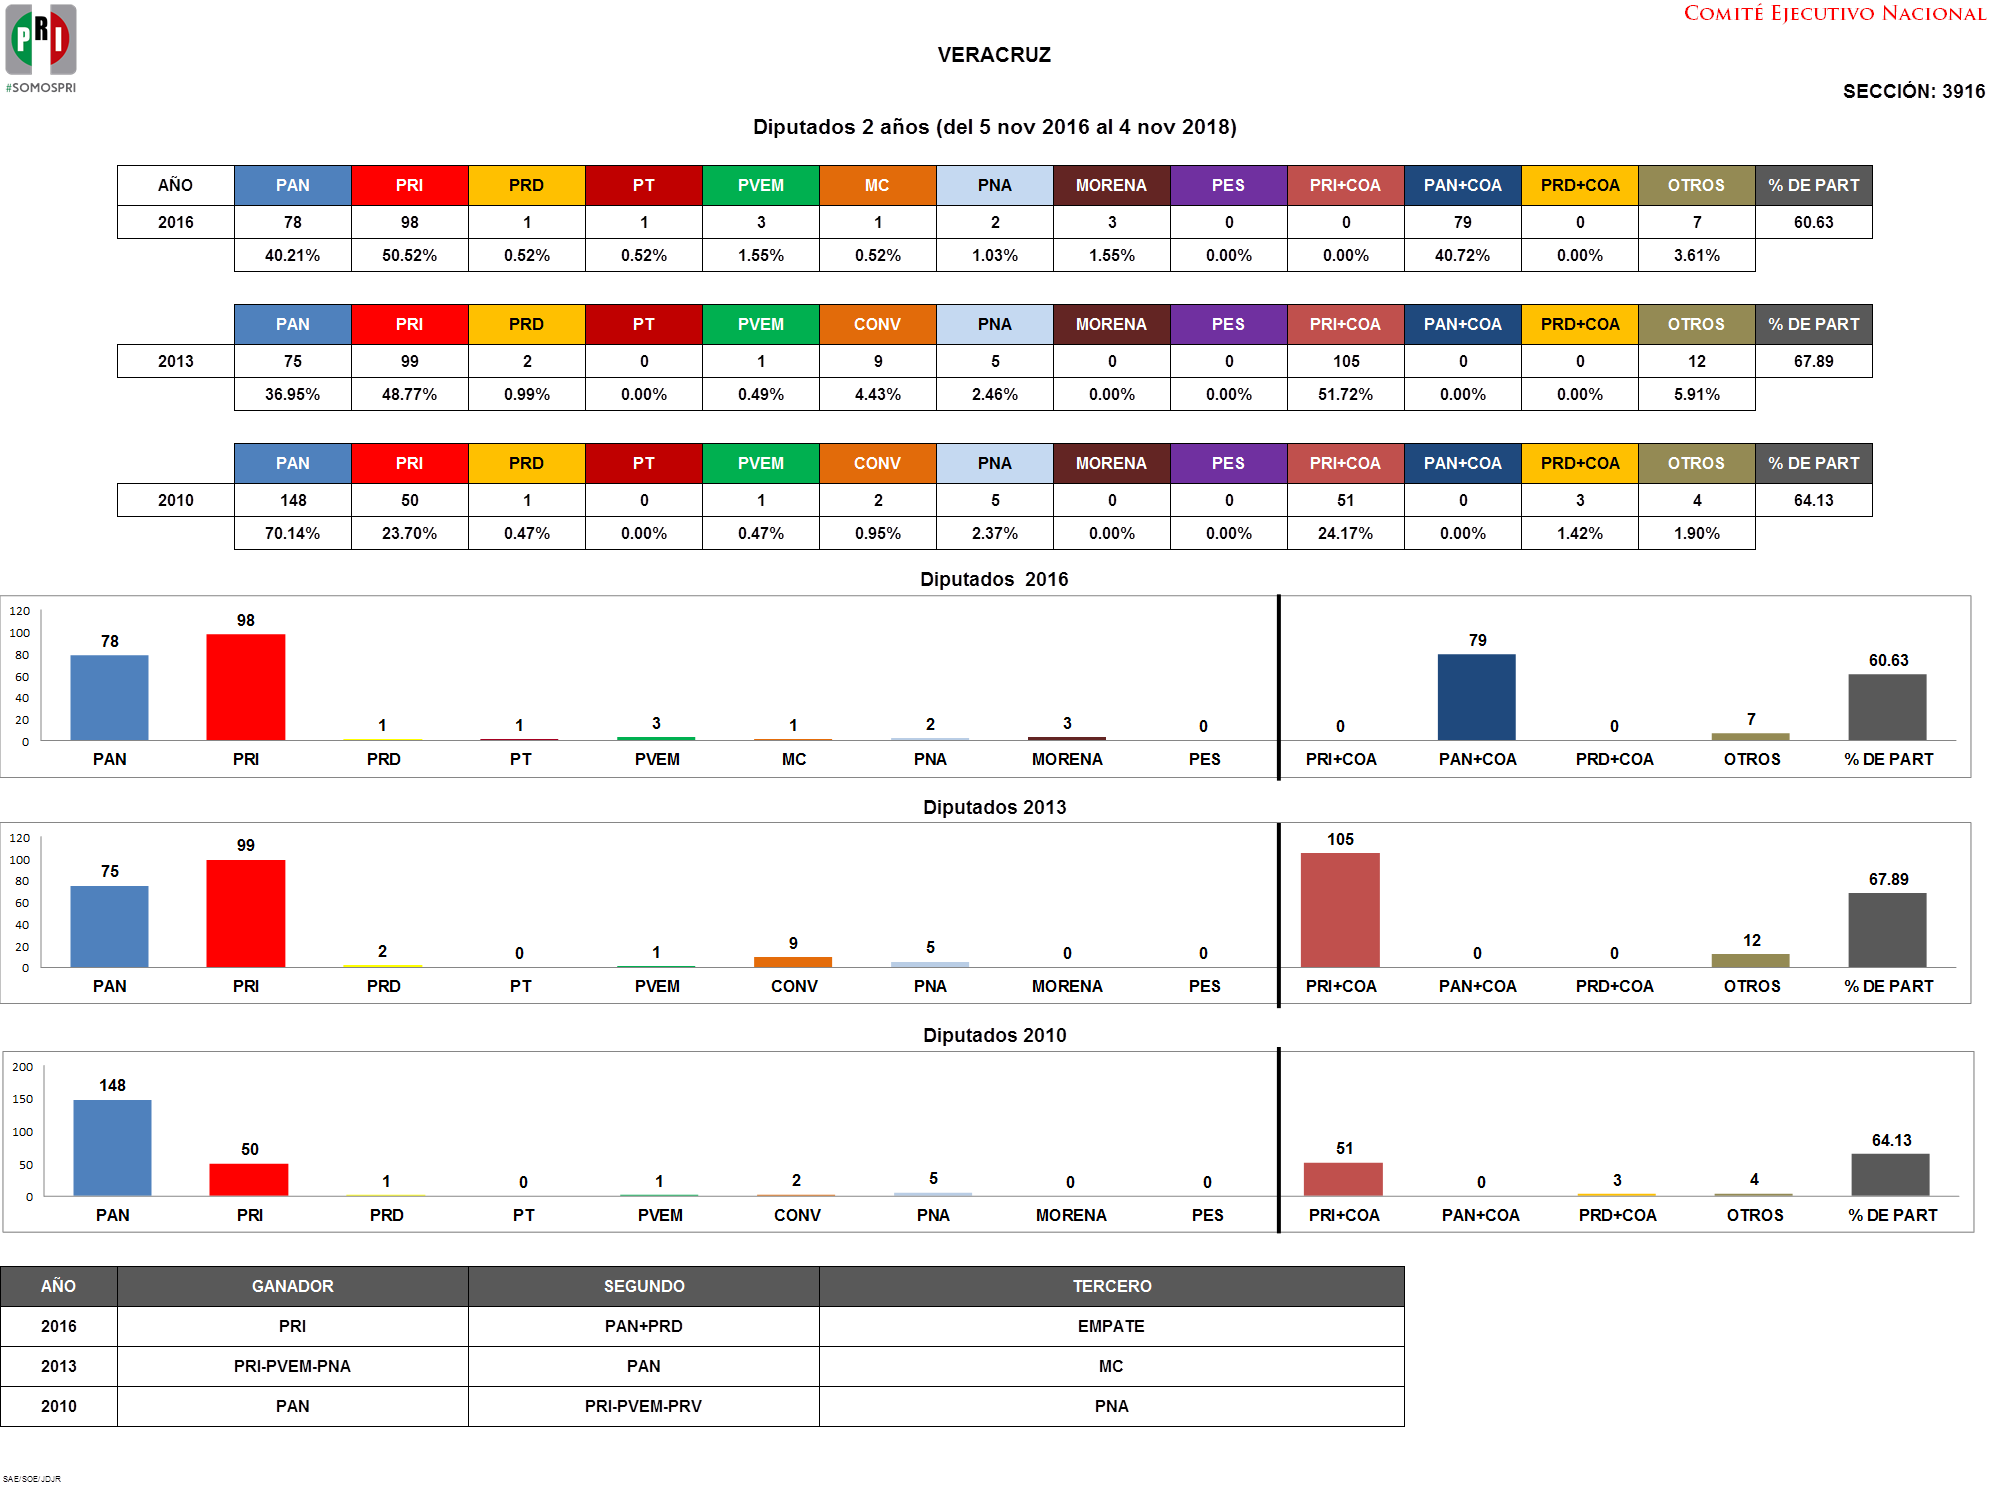 COMITÉ EJECUTIVO NACIONAL
PRI
#SOMOSPRI
VERACRUZ
SECCIÓN: 3916
Diputados 2 años (del 5 nov 2016 al 4 nov 2018)
AÑO PAN PRI PRD PT PVEM MC PNA MORENA PES PRI+COA PAN+COA PRD+COA OTROS % DE PART
2016 78 98 1 1 3 1 2 3 0 0 79 0 7 60.63
40.21% 50.52% 0.52% 0.52% 1.55% 0.52% 1.03% 1.55% 0.00% 0.00% 40.72% 0.00% 3.61%
PAN PRI PRD PT PVEM CONV PNA MORENA PES PRI+COA PAN+COA PRD+COA OTROS % DE PART
2013 75 99 2 0 1 9 5 0 0 105 0 0 12 67.89
36.95% 48.77% 0.99% 0.00% 0.49% 4.43% 2.46% 0.00% 0.00% 51.72% 0.00% 0.00% 5.91%
PAN PRI PRD PT PVEM CONV PNA MORENA PES PRI+COA PAN+COA PRD+COA OTROS % DE PART
2010 148 50 1 0 1 2 5 0 0 51 0 3 4 64.13
70.14% 23.70% 0.47% 0.00% 0.47% 0.95% 2.37% 0.00% 0.00% 24.17% 0.00% 1.42% 1.90%
Diputados  2016
120
100
80
60
40
20
0
78 98 1 1 3 1 2 3 0 0 79 0 7 60.63
PAN PRI PRD PT PVEM MC PNA MORENA PES PRI+COA PAN+COA PRD+COA OTROS % DE PART
Diputados 2013
120
100
80
60
40
20
0
75 99 2 0 1 9 5 0 0 105 0 0 12 67.89
PAN PRI PRD PT PVEM CONV PNA MORENA PES PRI+COA PAN+COA PRD+COA OTROS % DE PART
Diputados 2010
200
150
100
50
0
148 50 1 0 1 2 5 0 0 51 0 3 4 64.13
PAN PRI PRD PT PVEM CONV PNA MORENA PES PRI+COA PAN+COA PRD+COA OTROS % DE PART
AÑO GANADOR SEGUNDO TERCERO
2016 PRI PAN+PRD EMPATE
2013 PRI-PVEM-PNA PAN MC
2010 PAN PRI-PVEM-PRV PNA
SAE/SOE/JDJR